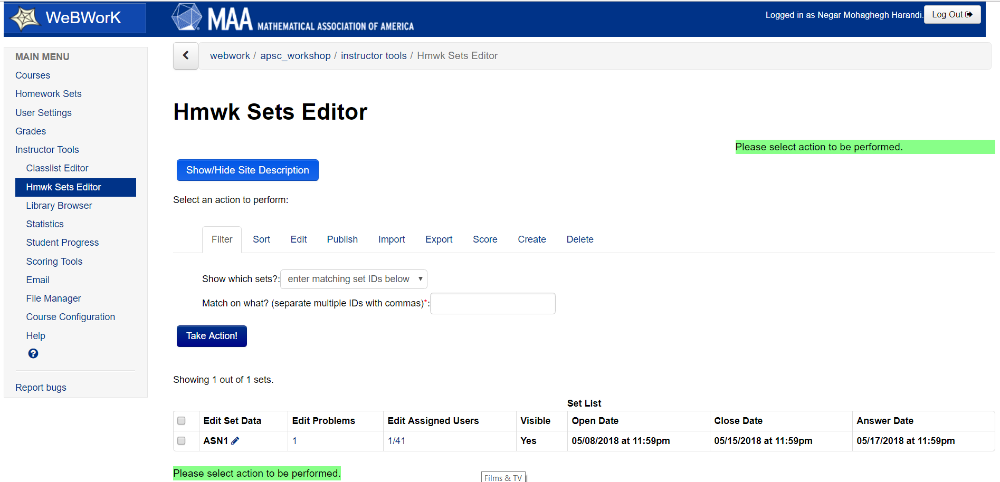 WeBWorK
MAA MATHEMATICAL ASSOCIATION OF AMERICA
Logged in as Negar Mohaghegh Harandi. Log Out
MAIN MENU
Courses
Homework Sets
User Settings
Grades
Instructor Tools
Classlist Editor
Hmwk Sets Editor
Library Browser
Statistics
Student Progress
Scoring Tools
Email
File Manager
Course Configuration
Help
?
Report bugs
webwork / apsc_workshop / instructor tools / Hmwk Sets Editor
Hmwk Sets Editor
Please select action to be performed.
Show/Hide Site Description
Select an action to perform:
Filter Sort Edit Publish Import Export Score Create Delete
Show which sets?: enter matching set IDs below
Match on what? (separate multiple IDs with commas)*:
Take Action!
Showing 1 out of 1 sets.
Set List
Edit Set Data Edit Problems Edit Assigned Users Visible Open Date Close Date Answer Date
ASN1 1 1/41 Yes 05/08/2018 at 11:59pm 05/15/2018 at 11:59pm 05/17/2018 at 11:59pm
Please select action to be performed.
Films & TV